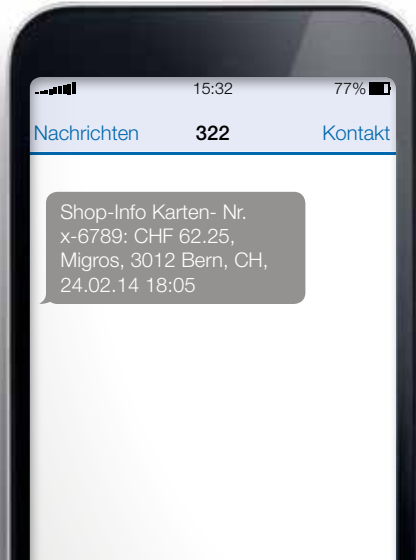 15:32 77%
Nachrichten 322 Kontakt
Shop-Info Karten- Nr.
x-6789: CHF 62.25,
Migros, 3012 Bern, CH,
24.02.14 18:05